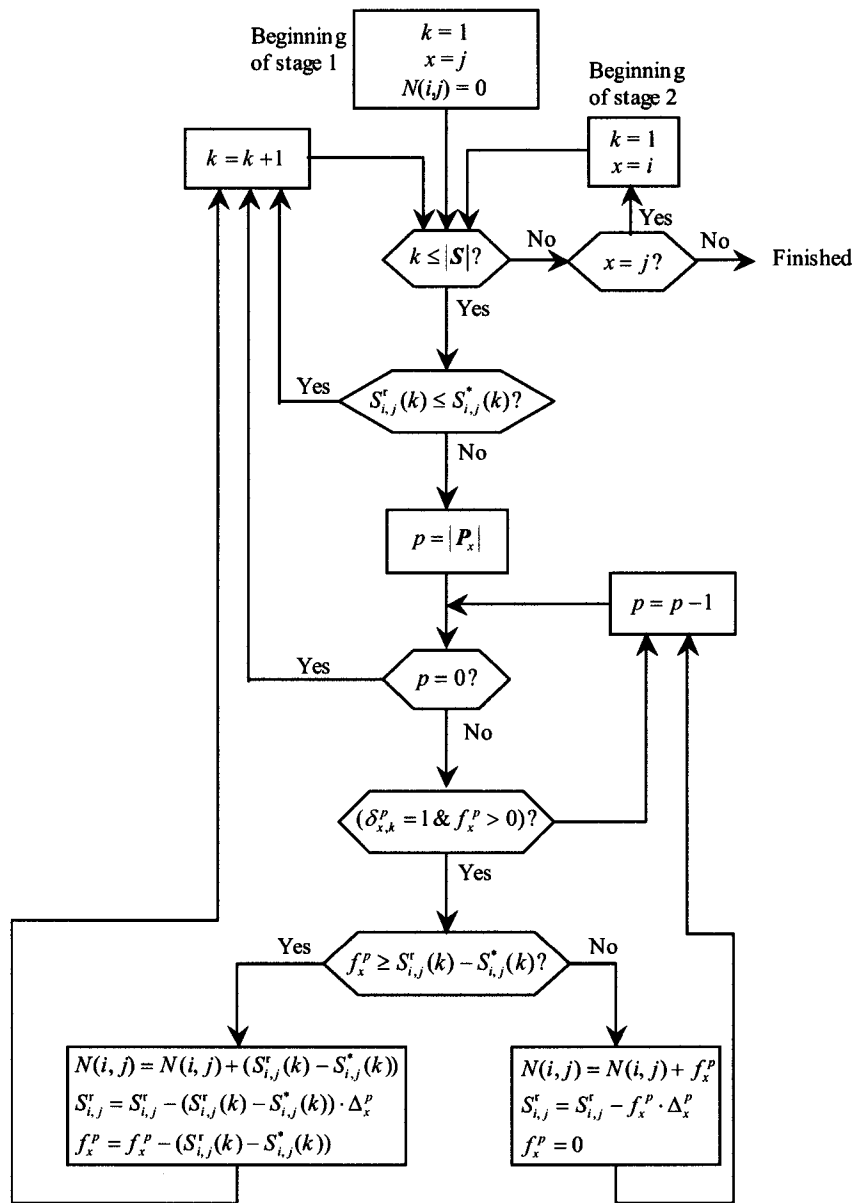 Beginning
of stage 1
k = 1
x = j
N(i,j) = 0
Beginning
of stage 2
k = 1
x = i
k = k+1
Yes
k ≤ |S|?
No
x = j?
No
Finished
Yes
Yes
S^r_{i,j}(k) ≤ S^*_{i,j}(k)?
No
p = |P_x|
p = p −1
Yes
p = 0?
No
(δ^p_{x,k} = 1 & f^p_x > 0)?
Yes
Yes
f^p_x ≥ S^r_{i,j}(k) − S^*_{i,j}(k)?
No
N(i, j) = N(i, j) + (S^r_{i,j}(k) − S^*_{i,j}(k))
S^r_{i,j} = S^r_{i,j} − (S^r_{i,j}(k) − S^*_{i,j}(k)) · Δ^p_x
f^p_x = f^p_x − (S^r_{i,j}(k) − S^*_{i,j}(k))
N(i, j) = N(i, j) + f^p_x
S^r_{i,j} = S^r_{i,j} − f^p_x · Δ^p_x
f^p_x = 0